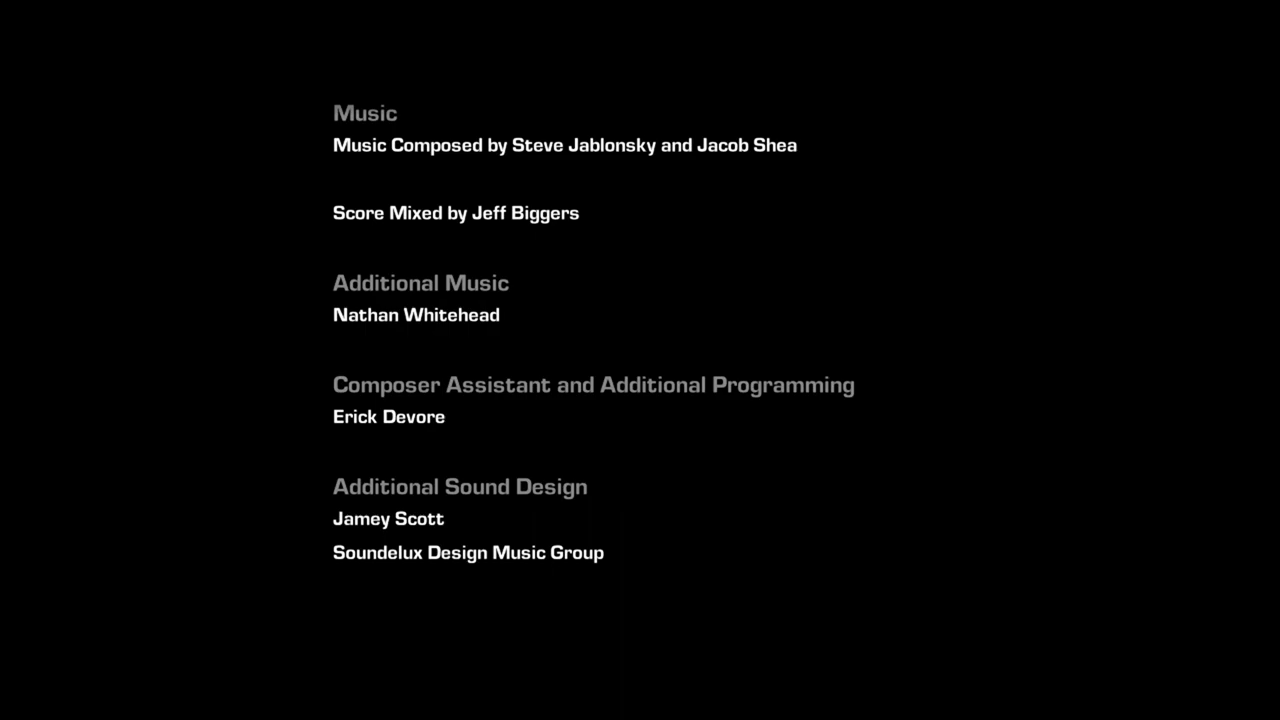 Music
Music Composed by Steve Jablonsky and Jacob Shea
Score Mixed by Jeff Biggers
Additional Music
Nathan Whitehead
Composer Assistant and Additional Programming
Erick Devore
Additional Sound Design
Jamey Scott
Soundelux Design Music Group